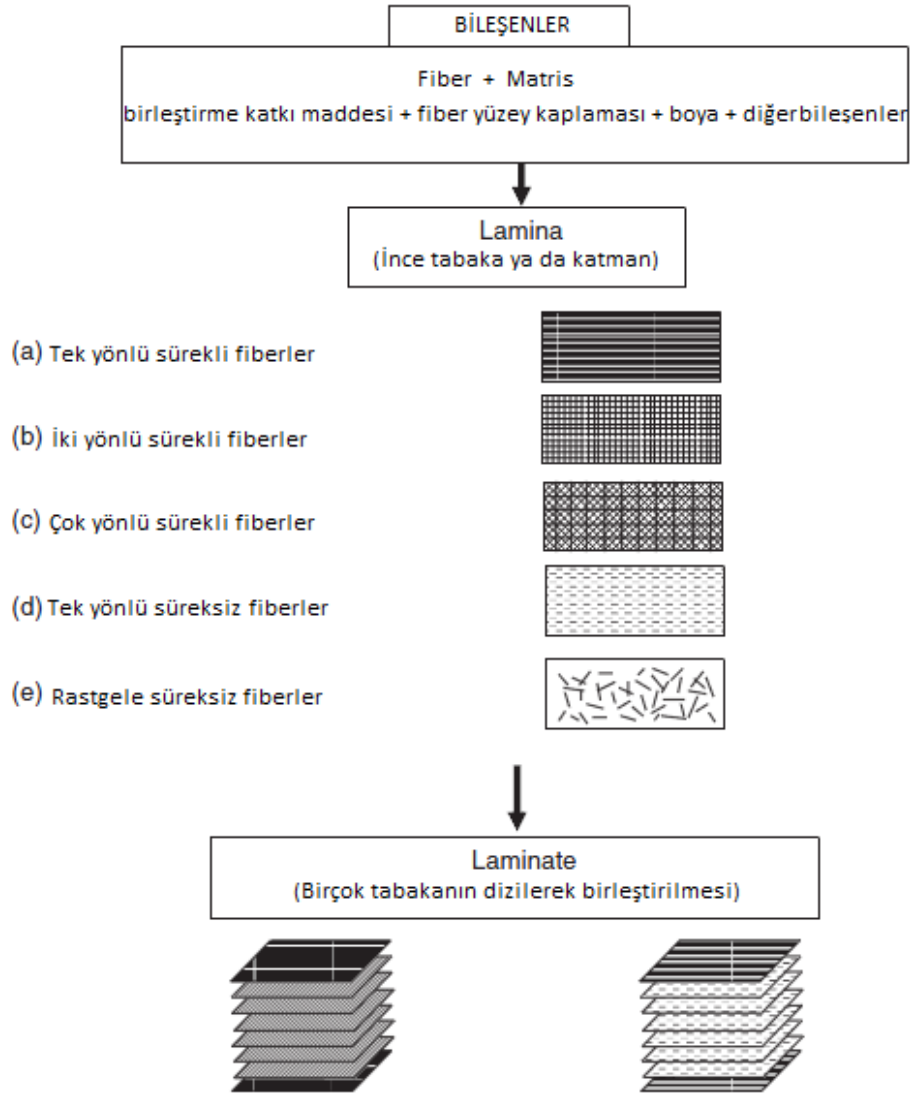 BİLEŞENLER
Fiber + Matris
birleştirme katkı maddesi + fiber yüzey kaplaması + boya + diğerbileşenler
Lamina
(İnce tabaka ya da katman)
(a) Tek yönlü sürekli fiberler
(b) İki yönlü sürekli fiberler
(c) Çok yönlü sürekli fiberler
(d) Tek yönlü süreksiz fiberler
(e) Rastgele süreksiz fiberler
Laminate
(Birçok tabakanın dizilerek birleştirilmesi)